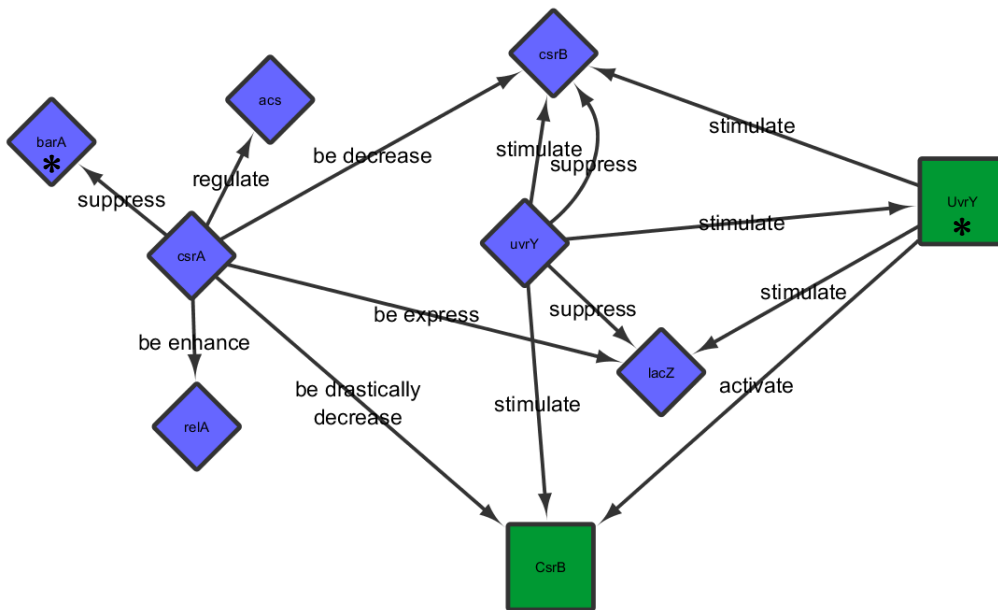 csrB
acs
stimulate
barA
*
be decrease
stimulate
suppress
regulate
suppress
UvrY
*
stimulate
uvrY
csrA
stimulate
suppress
be express
be enhance
lacZ
be drastically
decrease
activate
stimulate
relA
CsrB